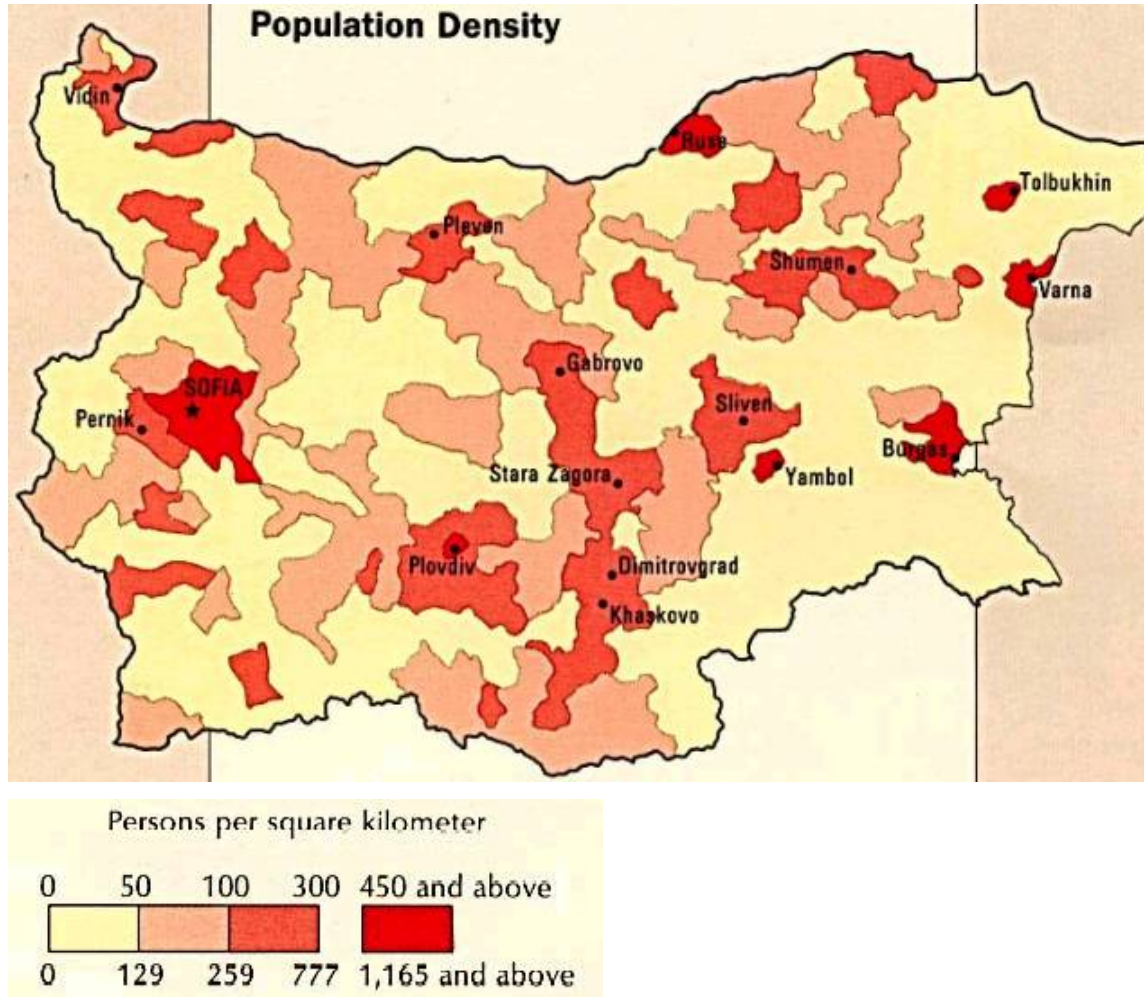 Population Density
Vidin
Ruse
Tolbukhin
Pleven
Shumen
Varna
Gabrovo
SOFIA
Pernik
Sliven
Burgas
Stara Zagora
Yambol
Plovdiv
Dimitrovgrad
Khaskovo
Persons per square kilometer
0 50 100 300 450 and above
0 129 259 777 1,165 and above